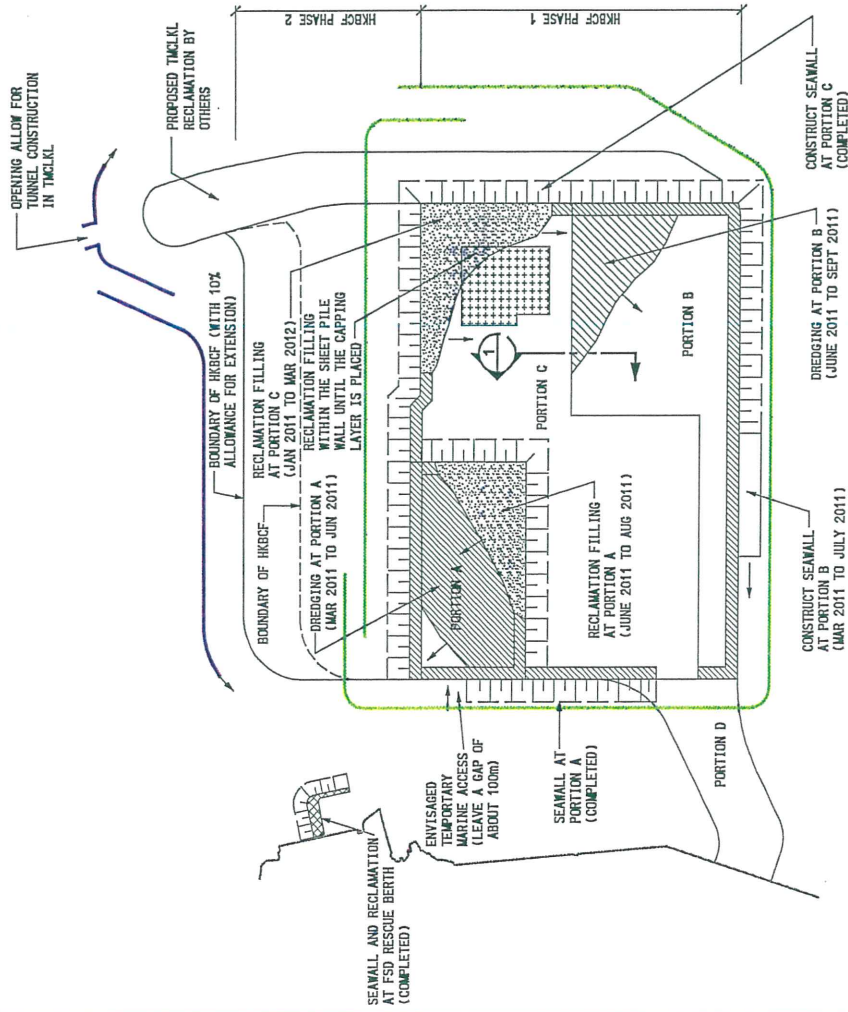 OPENING ALLOW FOR
TUNNEL CONSTRUCTION
IN TMCLKL
PROPOSED TMCLKL
RECLAMATION BY
OTHERS
HKBCF PHASE 2
HKBCF PHASE 1
BOUNDARY OF HKBCF (WITH 10%
ALLOWANCE FOR EXTENSION)
BOUNDARY OF HKBCF
RECLAMATION FILLING
AT PORTION C
(JAN 2011 TO MAR 2012)
RECLAMATION FILLING
WITHIN THE SHEET PILE
WALL UNTIL THE CAPPING
LAYER IS PLACED
DREDGING AT PORTION A
(MAR 2011 TO JUN 2011)
PORTION A
1
PORTION C
PORTION B
RECLAMATION FILLING
AT PORTION A
(JUNE 2011 TO AUG 2011)
CONSTRUCT SEAWALL
AT PORTION C
(COMPLETED)
DREDGING AT PORTION B
(JUNE 2011 TO SEPT 2011)
CONSTRUCT SEAWALL
AT PORTION B
(MAR 2011 TO JULY 2011)
SEAWALL AND RECLAMATION
AT FSD RESCUE BERTH
(COMPLETED)
ENVISAGED
TEMPORTARY
MARINE ACCESS
(LEAVE A GAP OF
ABOUT 100m)
SEAWALL AT
PORTION A
(COMPLETED)
PORTION D